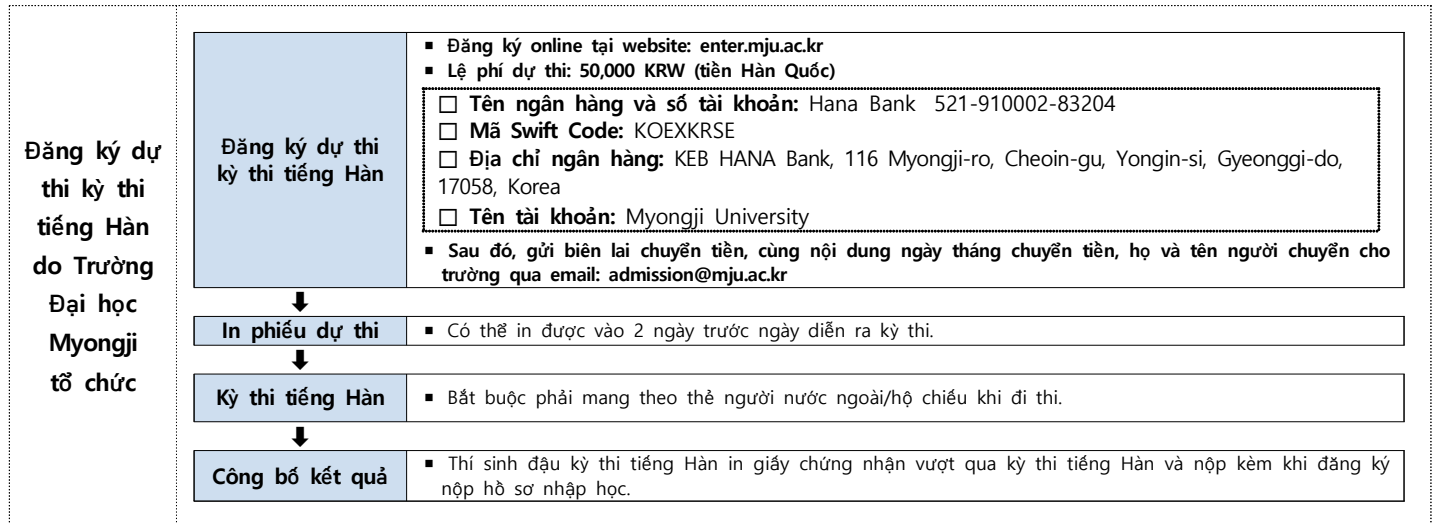 Đăng ký dự
thi kỳ thi
tiếng Hàn
do Trường
Đại học
Myongji
tổ chức
Đăng ký dự thi
kỳ thi tiếng Hàn
▪ Đăng ký online tại website: enter.mju.ac.kr
▪ Lệ phí dự thi: 50,000 KRW (tiền Hàn Quốc)
□ Tên ngân hàng và số tài khoản: Hana Bank 521-910002-83204
□ Mã Swift Code: KOEXKRSE
□ Địa chỉ ngân hàng: KEB HANA Bank, 116 Myongji-ro, Cheoin-gu, Yongin-si, Gyeonggi-do,
17058, Korea
□ Tên tài khoản: Myongji University
▪ Sau đó, gửi biên lai chuyển tiền, cùng nội dung ngày tháng chuyển tiền, họ và tên người chuyển cho
trường qua email: admission@mju.ac.kr
In phiếu dự thi
▪ Có thể in được vào 2 ngày trước ngày diễn ra kỳ thi.
Kỳ thi tiếng Hàn
▪ Bắt buộc phải mang theo thẻ người nước ngoài/hộ chiếu khi đi thi.
Công bố kết quả
▪ Thí sinh đậu kỳ thi tiếng Hàn in giấy chứng nhận vượt qua kỳ thi tiếng Hàn và nộp kèm khi đăng ký
nộp hồ sơ nhập học.